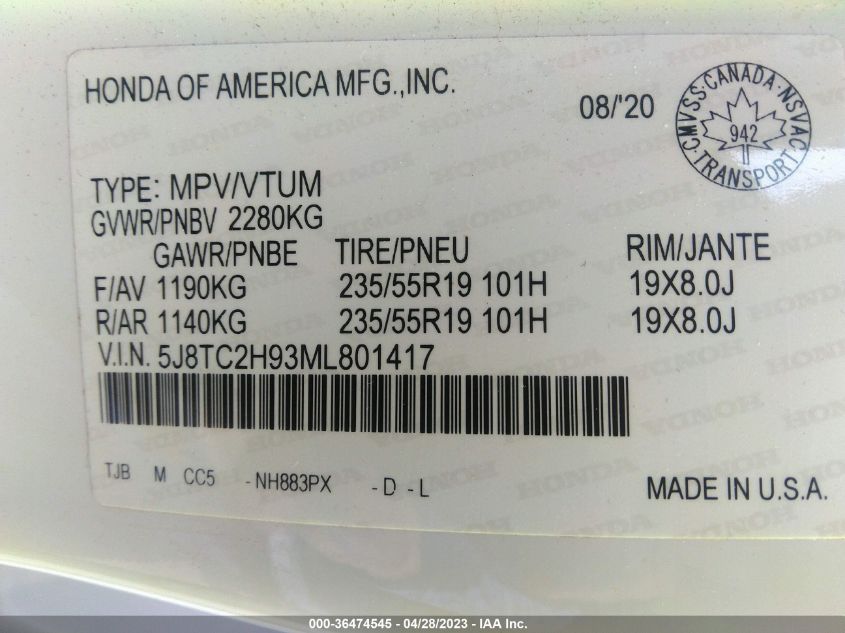 HONDA OF AMERICA MFG.,INC.
08/'20
CMVSS·CANADA·NSVAC
942
·TRANSPORT·
TYPE: MPV/VTUM
GVWR/PNBV 2280KG
GAWR/PNBE TIRE/PNEU RIM/JANTE
F/AV 1190KG 235/55R19 101H 19X8.0J
R/AR 1140KG 235/55R19 101H 19X8.0J
V.I.N. 5J8TC2H93ML801417
TJB M CC5 -NH883PX -D -L
MADE IN U.S.A.
000-36474545 - 04/28/2023 - IAA Inc.